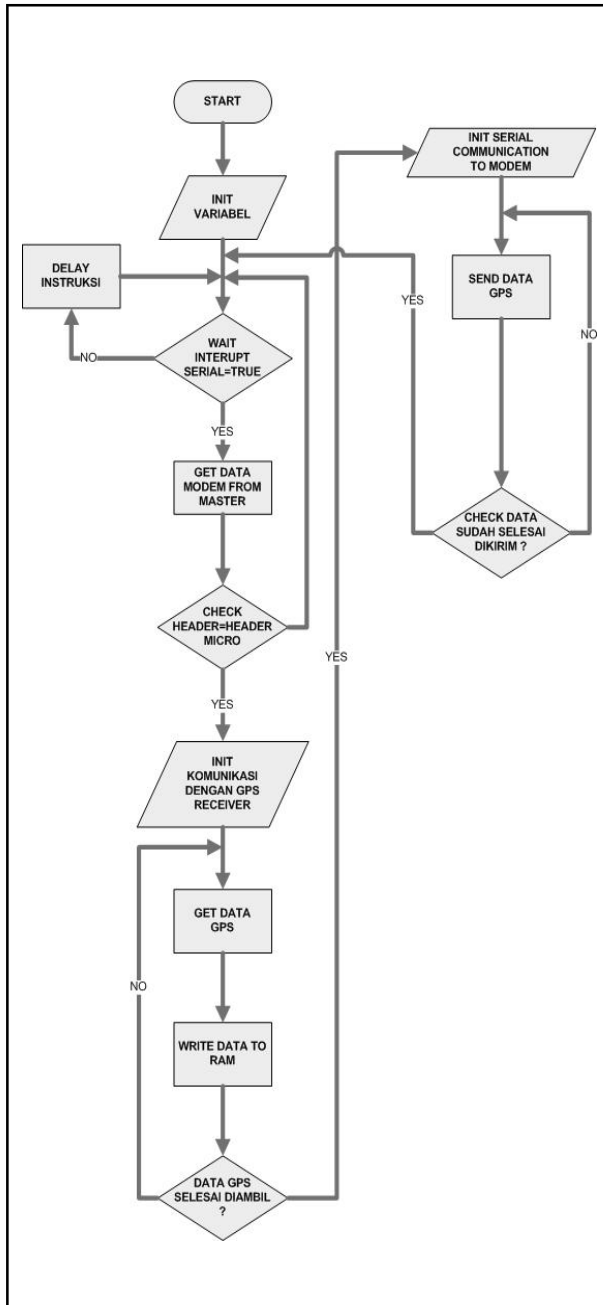 START
INIT
VARIABEL
DELAY
INSTRUKSI
WAIT
INTERUPT
SERIAL=TRUE
NO
YES
GET DATA
MODEM FROM
MASTER
CHECK
HEADER=HEADER
MICRO
YES
INIT
KOMUNIKASI
DENGAN GPS
RECEIVER
GET DATA
GPS
NO
WRITE DATA TO
RAM
DATA GPS
SELESAI DIAMBIL
?
YES
INIT SERIAL
COMMUNICATION
TO MODEM
SEND DATA
GPS
YES
NO
CHECK DATA
SUDAH SELESAI
DIKIRIM ?